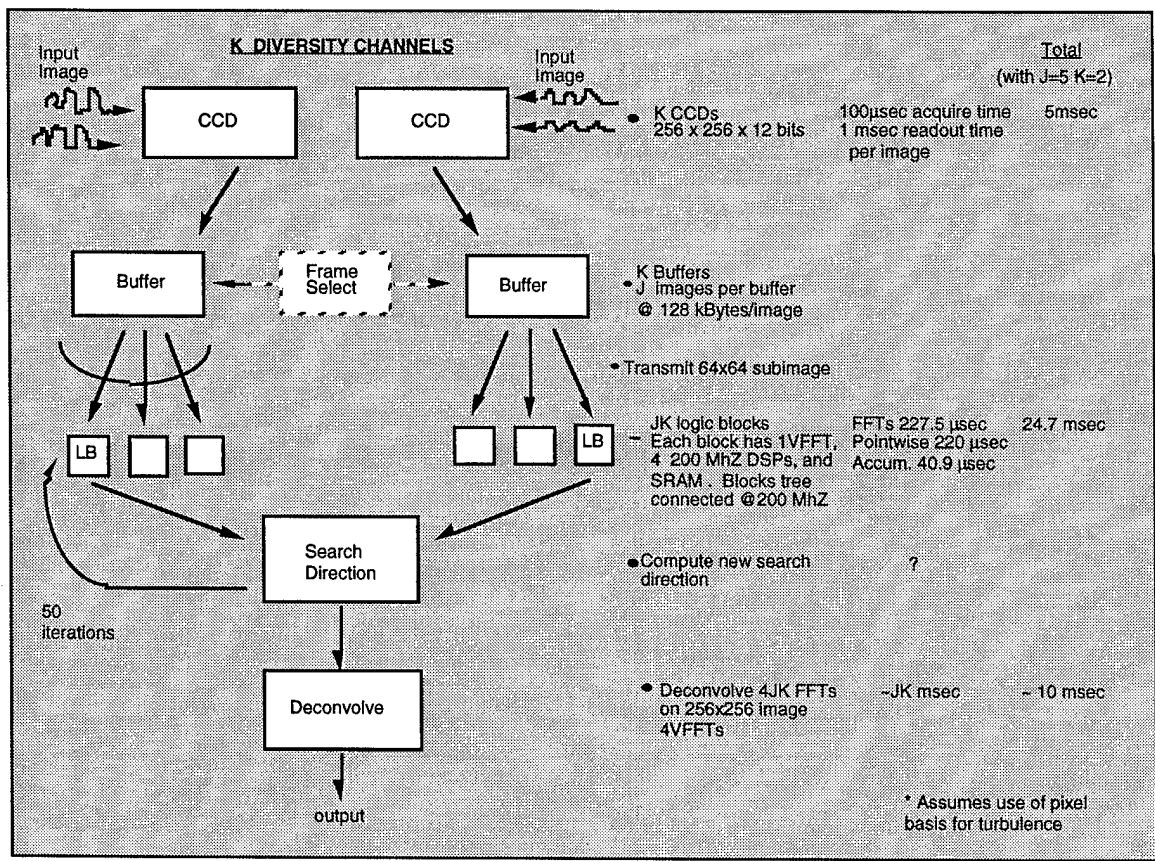 K DIVERSITY CHANNELS
Input
Image
Input
Image
Total
(with J=5 K=2)
CCD
CCD
• K CCDs
256 x 256 x 12 bits
100µsec acquire time
1 msec readout time
per image
5msec
Buffer
Frame
Select
Buffer
K Buffers
• J images per buffer
@ 128 kBytes/image
• Transmit 64x64 subimage
LB
LB
– JK logic blocks
Each block has 1VFFT,
4 200 MhZ DSPs, and
SRAM . Blocks tree
connected @200 MhZ
FFTs 227.5 µsec
Pointwise 220 µsec
Accum. 40.9 µsec
24.7 msec
Search
Direction
• Compute new search
direction
?
50
iterations
Deconvolve
• Deconvolve 4JK FFTs
on 256x256 image
4VFFTs
~JK msec
~ 10 msec
output
* Assumes use of pixel
basis for turbulence